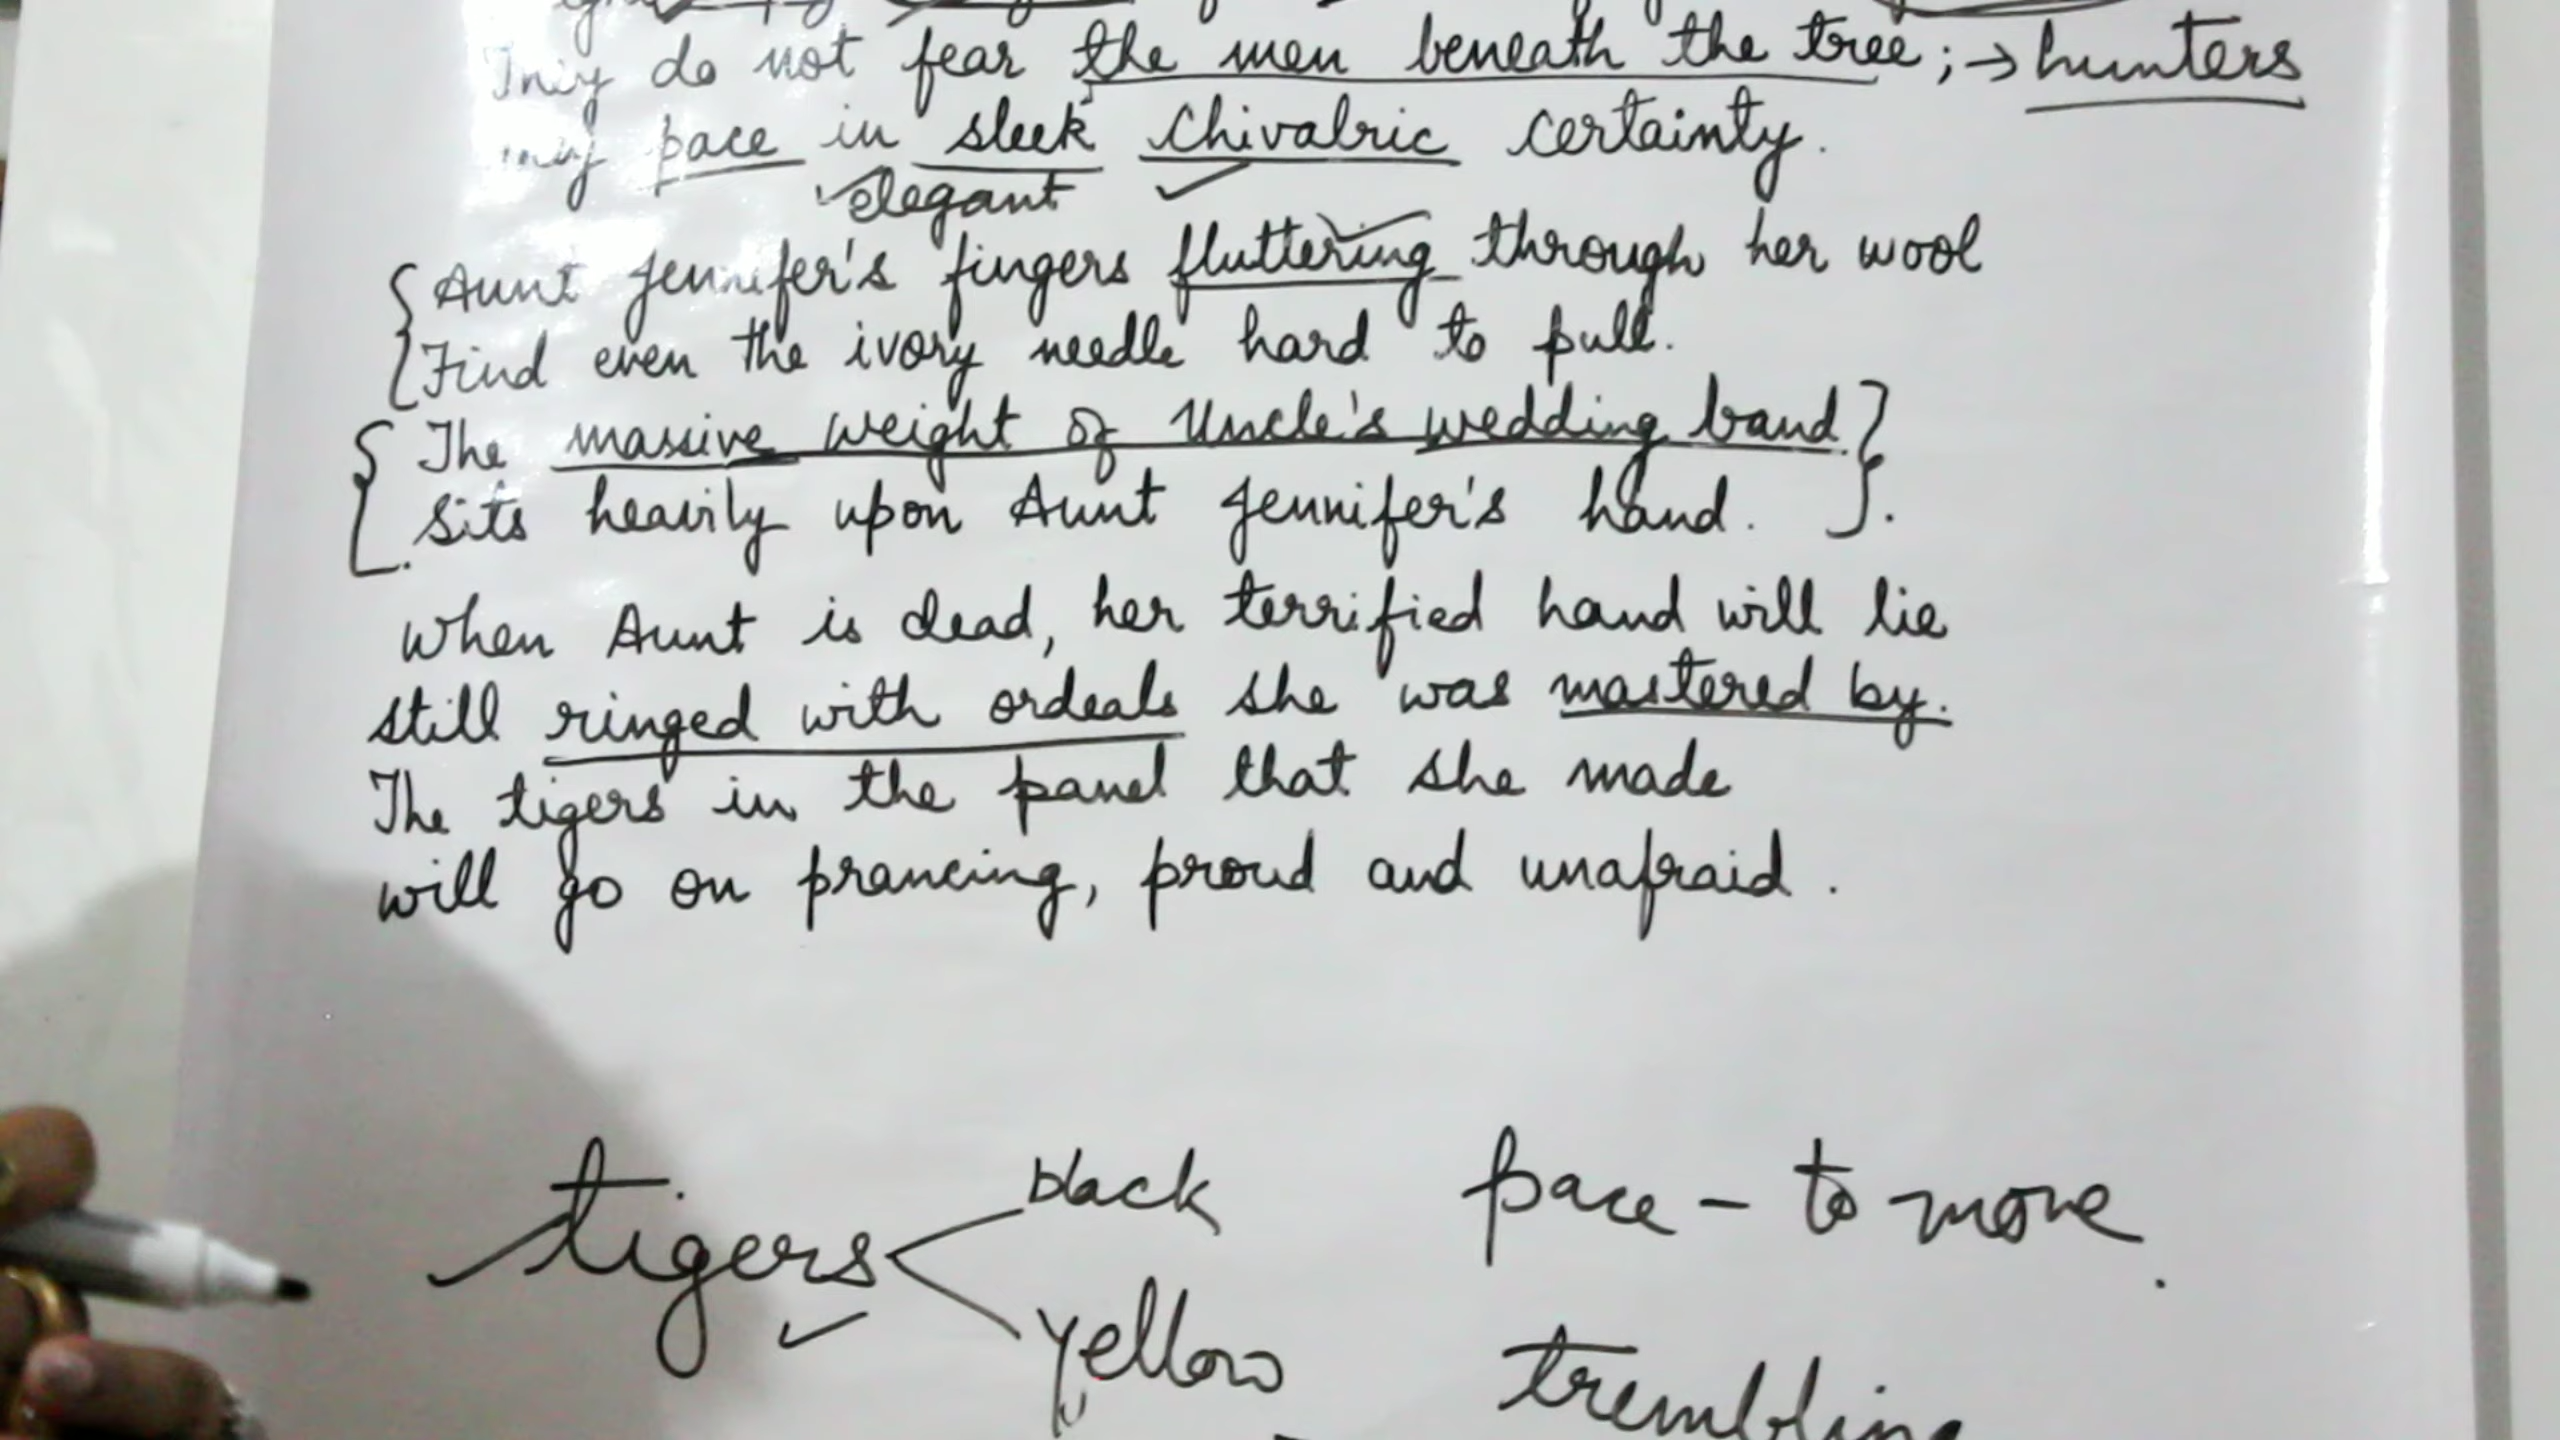 They do not fear the men beneath the tree; → hunters
They pace in sleek chivalric certainty.
elegant
Aunt Jennifer's fingers fluttering through her wool
Find even the ivory needle hard to pull.
The massive weight of Uncle's wedding band
sits heavily upon Aunt Jennifer's hand.
When Aunt is dead, her terrified hand will lie
still ringed with ordeals she was mastered by.
The tigers in the panel that she made
will go on prancing, proud and unafraid.
black
tigers
pace - to move.
yellow
trembling